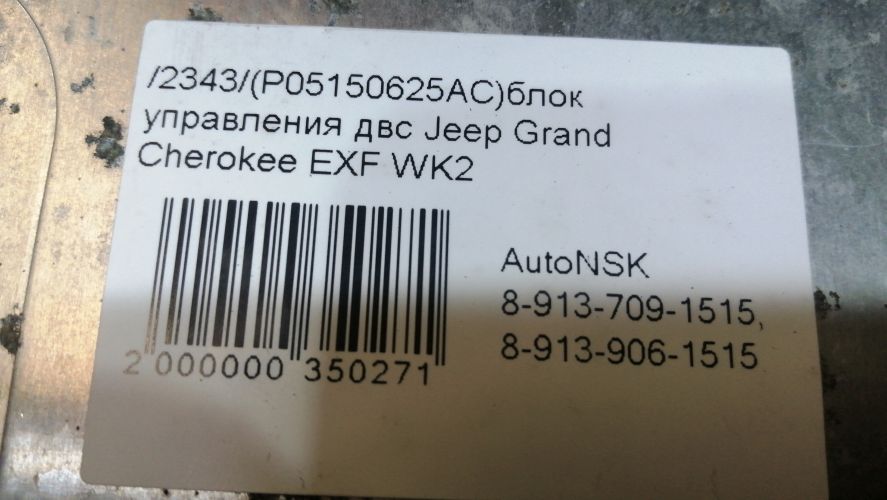 /2343/(P05150625AC)блок
управления двс Jeep Grand
Cherokee EXF WK2
AutoNSK
8-913-709-1515,
8-913-906-1515
2 000000 350271